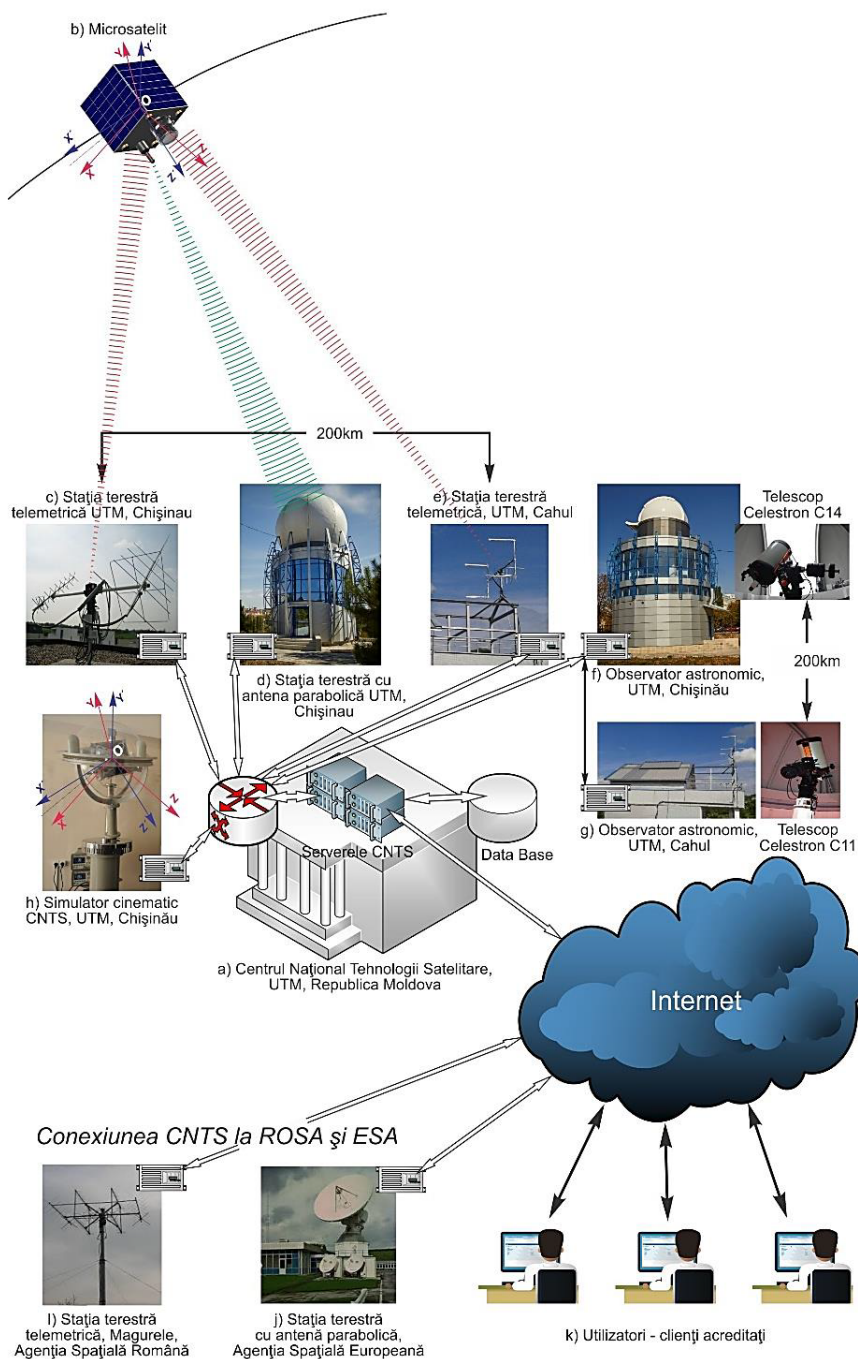 b) Microsatelit
Y
Y'
X'
X
Z'
Z
200km
c) Staţia terestră
telemetrică UTM, Chişinau
e) Staţia terestră
telemetrică, UTM, Cahul
Telescop
Celestron C14
d) Staţia terestră cu
antena parabolică UTM,
Chişinau
f) Observator astronomic,
UTM, Chişinău
200km
Y
Y'
X'
X
Z'
Z
Serverele CNTS
Data Base
g) Observator astronomic,
UTM, Cahul
Telescop
Celestron C11
h) Simulator cinematic
CNTS, UTM, Chişinău
a) Centrul Naţional Tehnologii Satelitare,
UTM, Republica Moldova
Internet
Conexiunea CNTS la ROSA şi ESA
l) Staţia terestră
telemetrică, Magurele,
Agenţia Spaţială Română
j) Staţia terestră
cu antenă parabolică,
Agenţia Spaţială Europeană
k) Utilizatori - clienţi acreditaţi